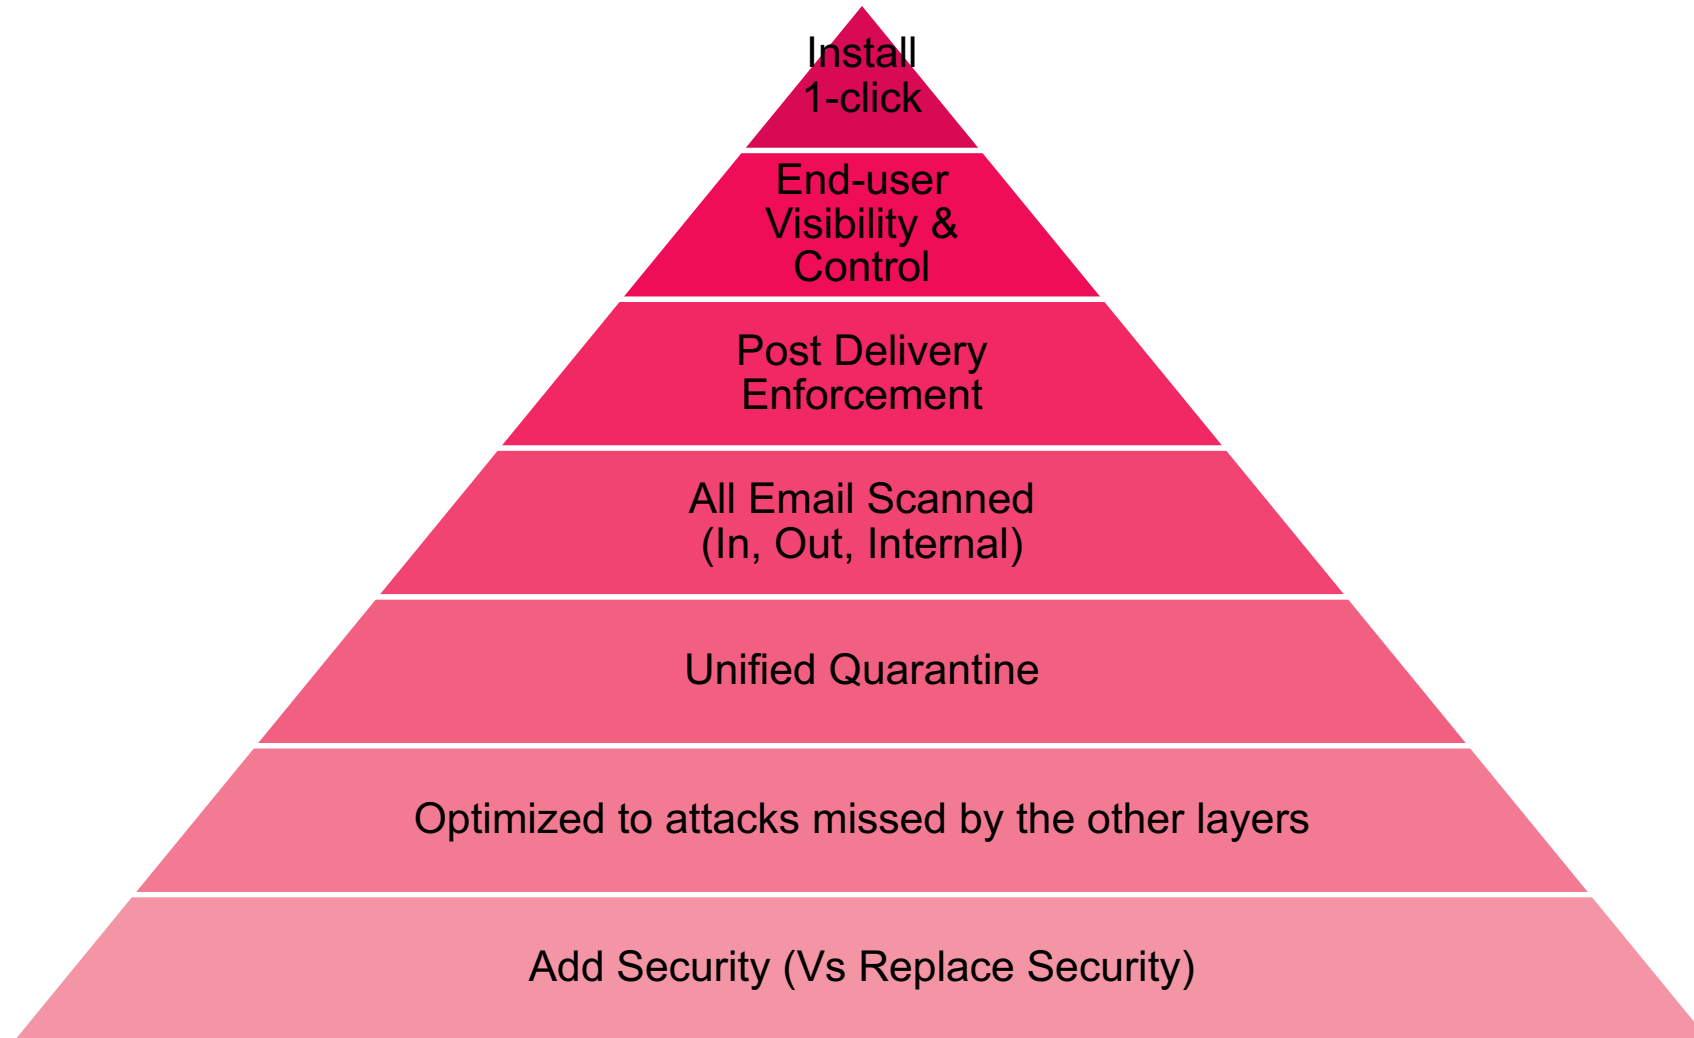 Install
1-click
End-user
Visibility &
Control
Post Delivery
Enforcement
All Email Scanned
(In, Out, Internal)
Unified Quarantine
Optimized to attacks missed by the other layers
Add Security (Vs Replace Security)